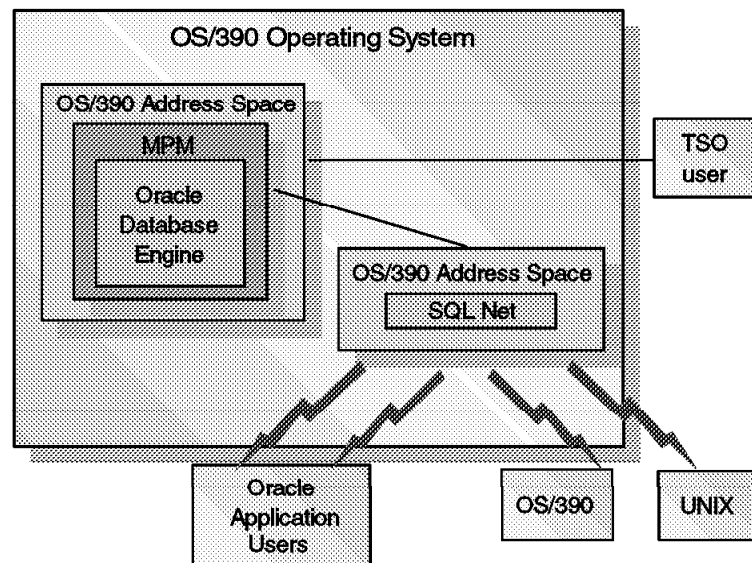 OS/390 Operating System
OS/390 Address Space
MPM
Oracle
Database
Engine
TSO
user
OS/390 Address Space
SQL Net
Oracle
Application
Users
OS/390
UNIX